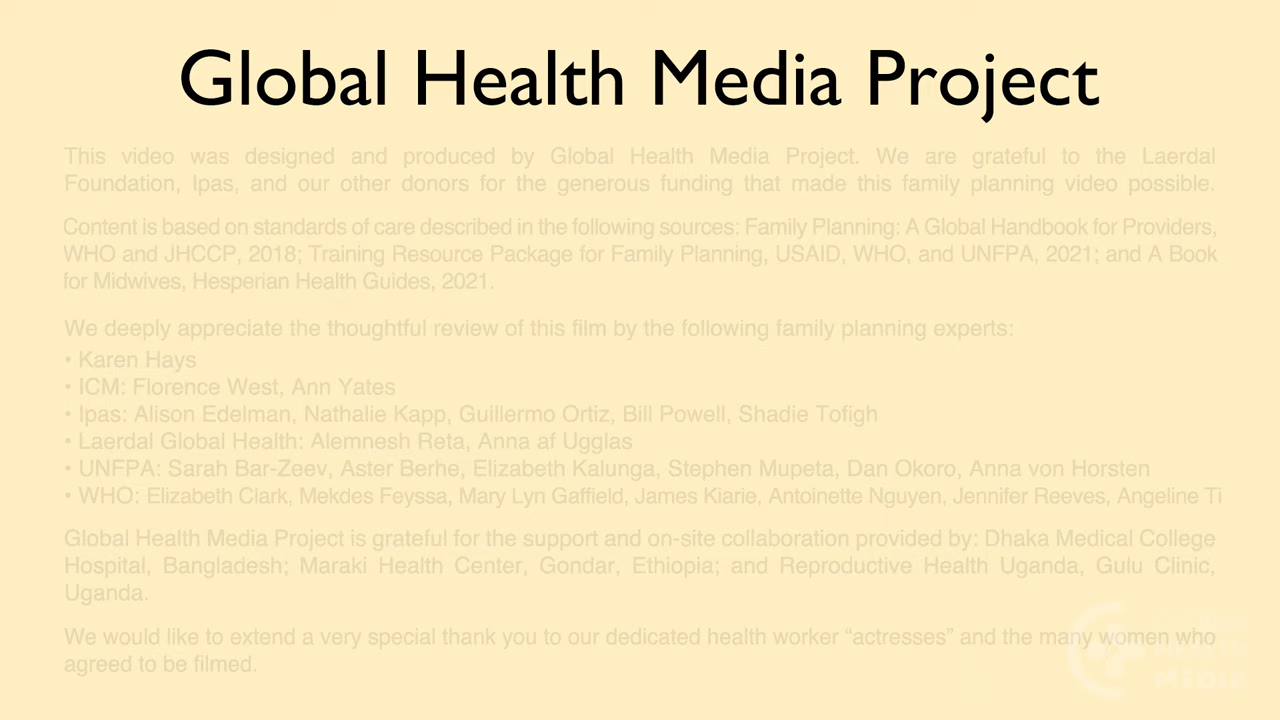 Global Health Media Project
This video was designed and produced by Global Health Media Project. We are grateful to the Laerdal
Foundation, Ipas, and our other donors for the generous funding that made this family planning video possible.
Content is based on standards of care described in the following sources: Family Planning: A Global Handbook for Providers,
WHO and JHCCP, 2018; Training Resource Package for Family Planning, USAID, WHO, and UNFPA, 2021; and A Book
for Midwives, Hesperian Health Guides, 2021.
We deeply appreciate the thoughtful review of this film by the following family planning experts:
• Karen Hays
• ICM: Florence West, Ann Yates
• Ipas: Alison Edelman, Nathalie Kapp, Guillermo Ortiz, Bill Powell, Shadie Tofigh
• Laerdal Global Health: Alemnesh Reta, Anna af Ugglas
• UNFPA: Sarah Bar-Zeev, Aster Berhe, Elizabeth Kalunga, Stephen Mupeta, Dan Okoro, Anna von Horsten
• WHO: Elizabeth Clark, Mekdes Feyssa, Mary Lyn Gaffield, James Kiarie, Antoinette Nguyen, Jennifer Reeves, Angeline Ti
Global Health Media Project is grateful for the support and on-site collaboration provided by: Dhaka Medical College
Hospital, Bangladesh; Maraki Health Center, Gondar, Ethiopia; and Reproductive Health Uganda, Gulu Clinic,
Uganda.
We would like to extend a very special thank you to our dedicated health worker “actresses” and the many women who
agreed to be filmed.
HEALTH
MEDIA